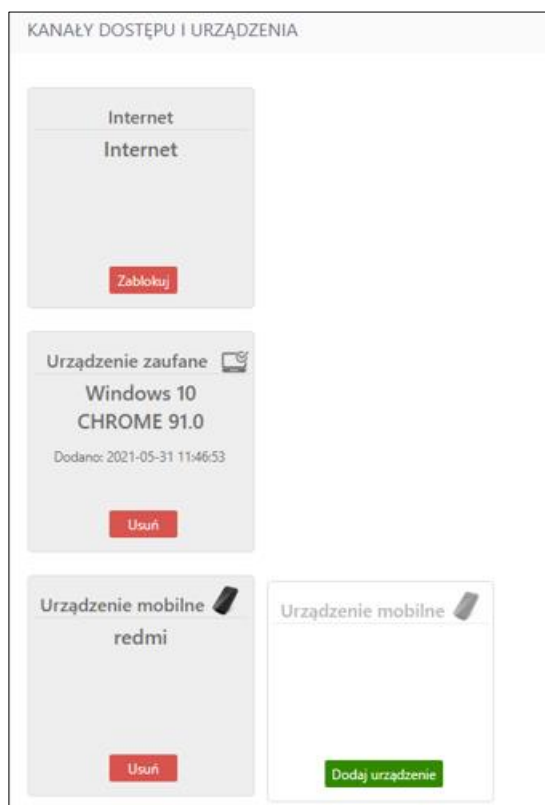 KANAŁY DOSTĘPU I URZĄDZENIA
Internet
Internet
Zablokuj
Urządzenie zaufane
Windows 10
CHROME 91.0
Dodano: 2021-05-31 11:46:53
Usuń
Urządzenie mobilne
redmi
Usuń
Urządzenie mobilne
Dodaj urządzenie